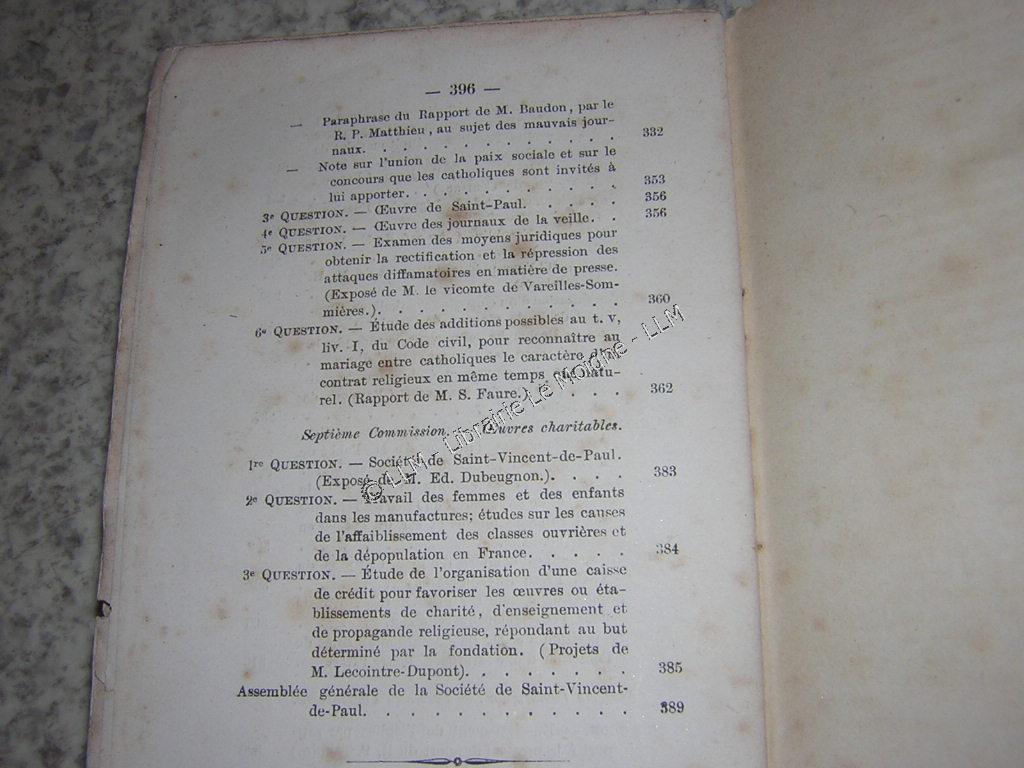 — 396 —
— Paraphrase du Rapport de M. Baudon, par le
R. P. Matthieu, au sujet des mauvais jour-
naux. . . . . . . . . . . . 332
— Note sur l'union de la paix sociale et sur le
concours que les catholiques sont invités à
lui apporter. . . . . . . . . . . 353
3e QUESTION. — Œuvre de Saint-Paul. . . . . . 356
4e QUESTION. — Œuvre des journaux de la veille. . 356
5e QUESTION. — Examen des moyens juridiques pour
obtenir la rectification et la répression des
attaques diffamatoires en matière de presse.
(Exposé de M. le vicomte de Vareilles-Som-
mières.). . . . . . . . . . . 360
6e QUESTION. — Étude des additions possibles au t. v,
liv. I, du Code civil, pour reconnaître au
mariage entre catholiques le caractère
contrat religieux en même temps que natu-
rel. (Rapport de M. S. Faure.) . . . . 362
Septième Commission. — Œuvres charitables.
1re QUESTION. — Société de Saint-Vincent-de-Paul.
(Exposé de M. Ed. Dubeugnon.). . . . 383
2e QUESTION. — Travail des femmes et des enfants
dans les manufactures; études sur les causes
de l'affaiblissement des classes ouvrières et
de la dépopulation en France. . . . . . 384
3e QUESTION. — Étude de l'organisation d'une caisse
de crédit pour favoriser les œuvres ou éta-
blissements de charité, d'enseignement et
de propagande religieuse, répondant au but
déterminé par la fondation. (Projets de
M. Lecointre-Dupont). . . . . . . . 385
Assemblée générale de la Société de Saint-Vincent-
de-Paul. . . . . . . . . . . . 389
© LLM - Librairie Le Moigne - LLM